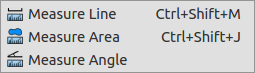 Measure Line Ctrl+Shift+M
Measure Area Ctrl+Shift+J
Measure Angle